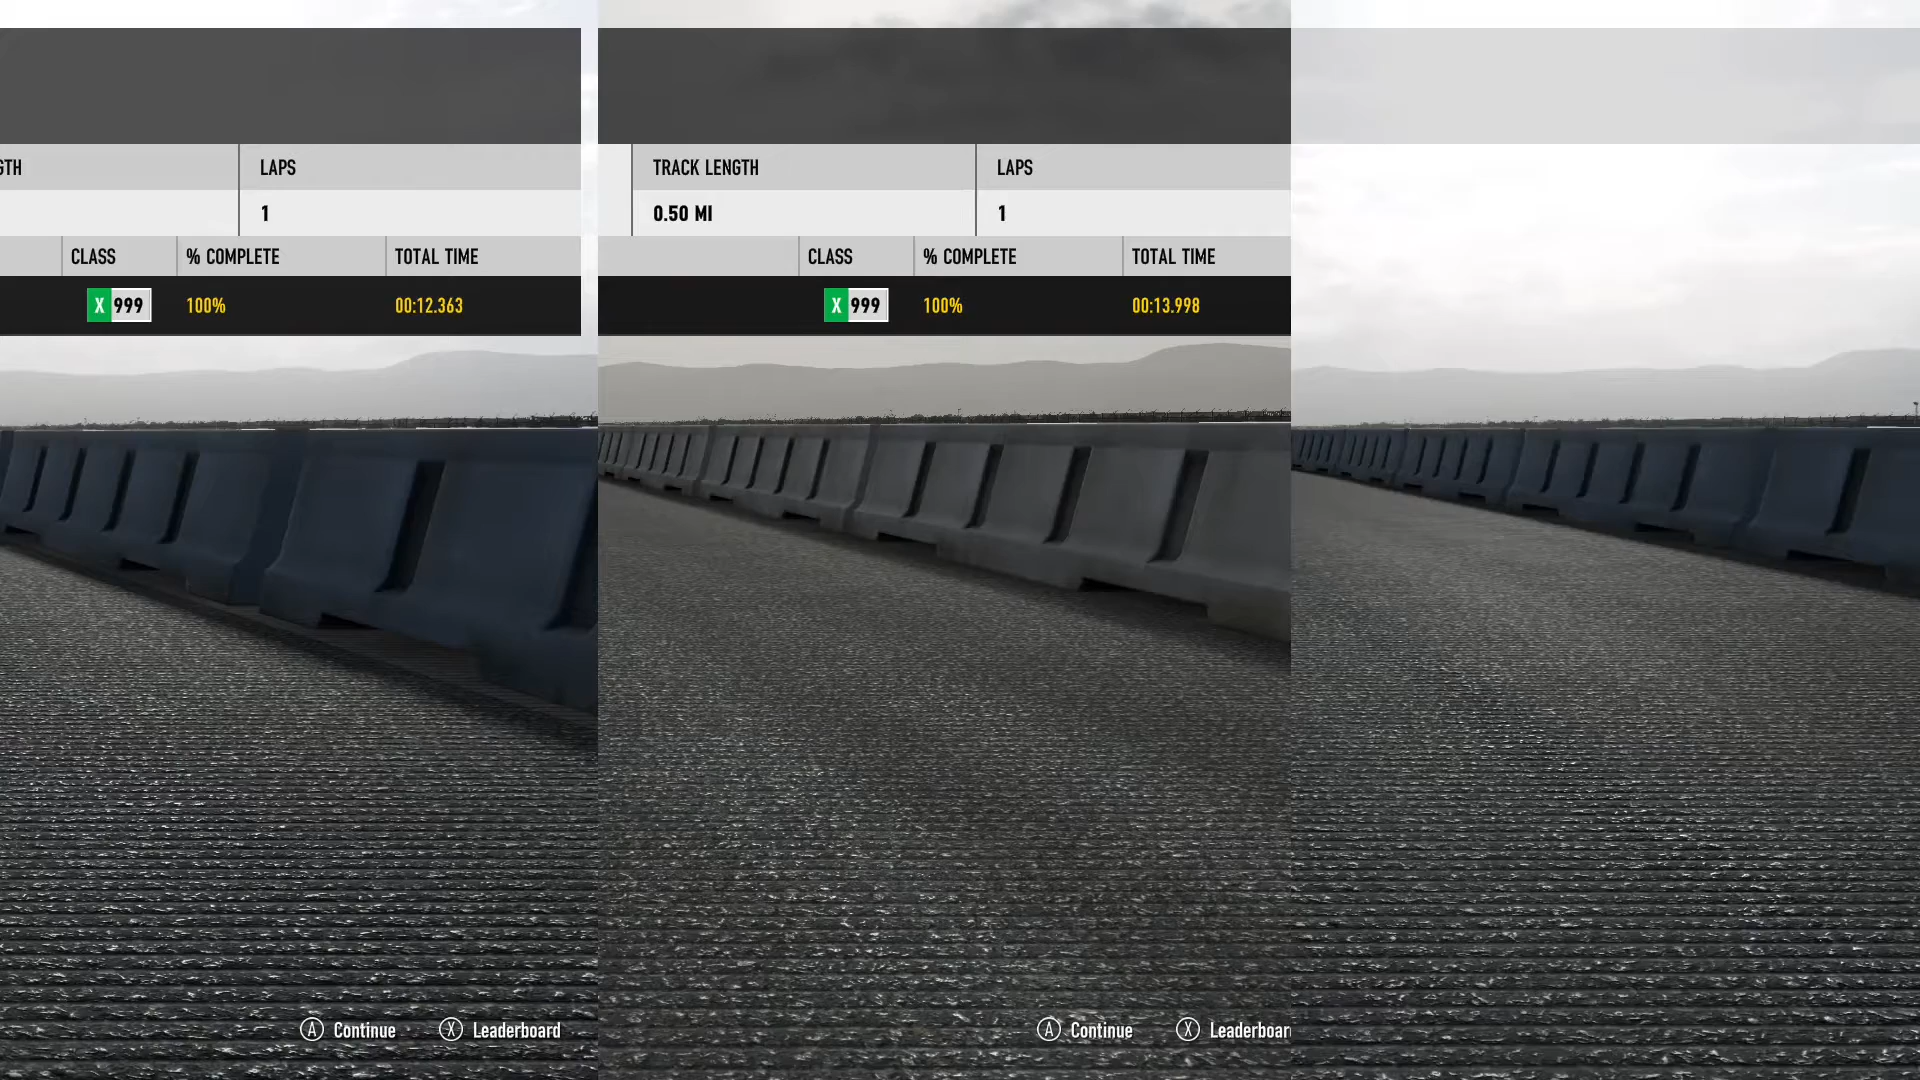 GTH LAPS
1
CLASS % COMPLETE TOTAL TIME
X 999 100% 00:12.363
A Continue X Leaderboard
TRACK LENGTH LAPS
0.50 MI 1
CLASS % COMPLETE TOTAL TIME
X 999 100% 00:13.998
A Continue X Leaderboar